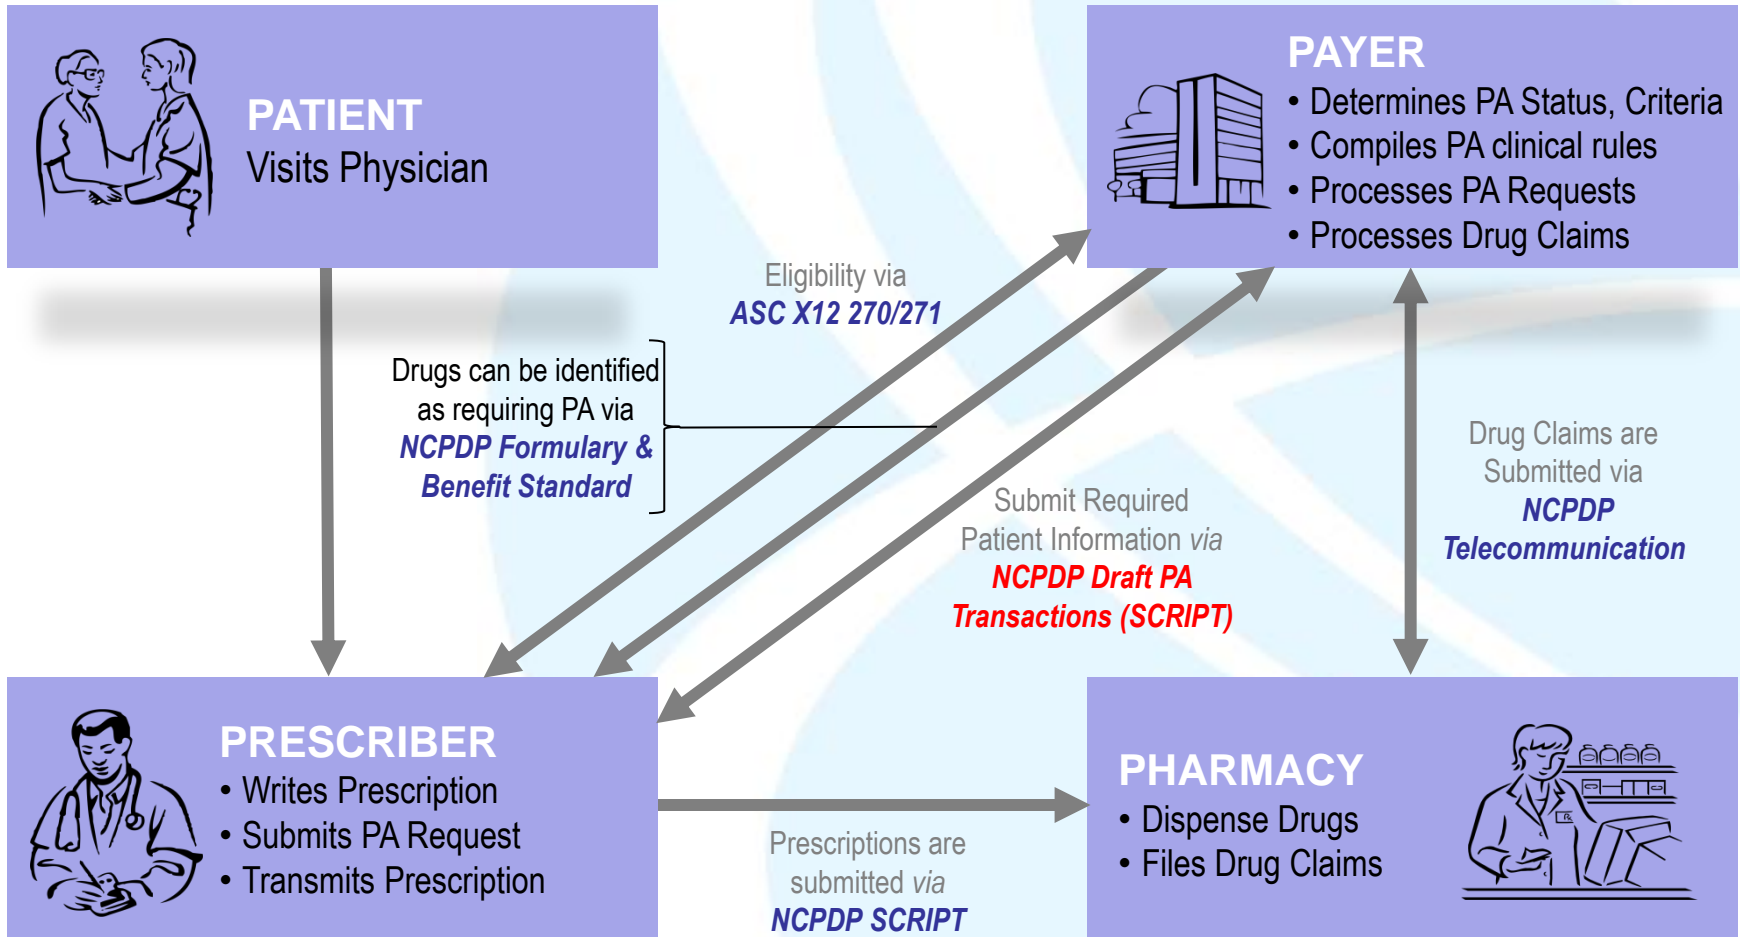 PATIENT
Visits Physician
PAYER
• Determines PA Status, Criteria
• Compiles PA clinical rules
• Processes PA Requests
• Processes Drug Claims
Eligibility via
ASC X12 270/271
Drugs can be identified
as requiring PA via
NCPDP Formulary &
Benefit Standard
Submit Required
Patient Information via
NCPDP Draft PA
Transactions (SCRIPT)
Drug Claims are
Submitted via
NCPDP
Telecommunication
PRESCRIBER
• Writes Prescription
• Submits PA Request
• Transmits Prescription
Prescriptions are
submitted via
NCPDP SCRIPT
PHARMACY
• Dispense Drugs
• Files Drug Claims